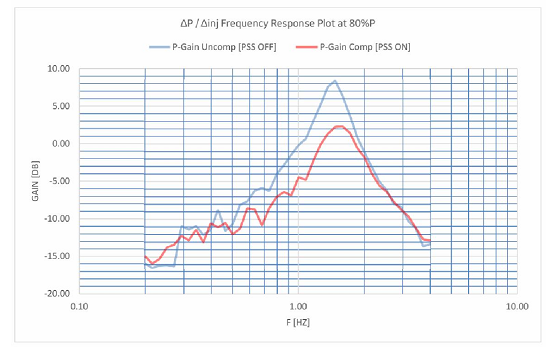 ΔP / Δinj Frequency Response Plot at 80%P
P-Gain Uncomp [PSS OFF] P-Gain Comp [PSS ON]
10.00
5.00
0.00
-5.00
-10.00
-15.00
-20.00
GAIN [DB]
0.10 1.00 10.00
F [HZ]